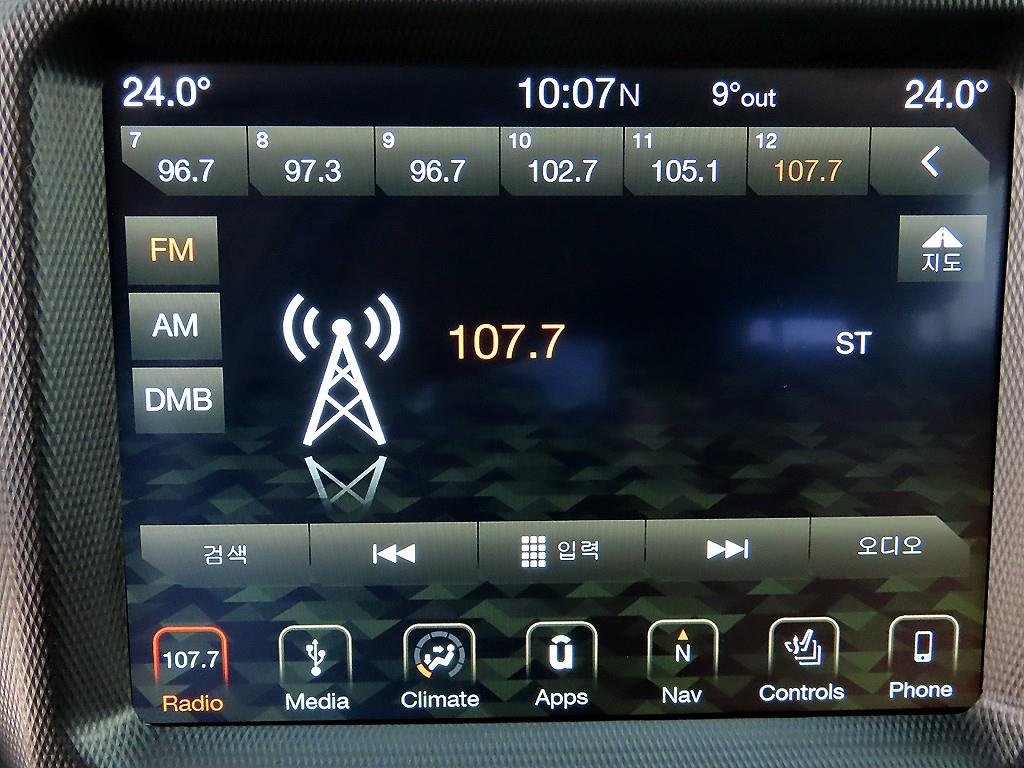 24.0° 10:07N 9°out 24.0°
7 8 9 10 11 12
96.7 97.3 96.7 102.7 105.1 107.7
FM
지도
AM
107.7 ST
DMB
검색 입력 오디오
107.7 N
Radio Media Climate Apps Nav Controls Phone